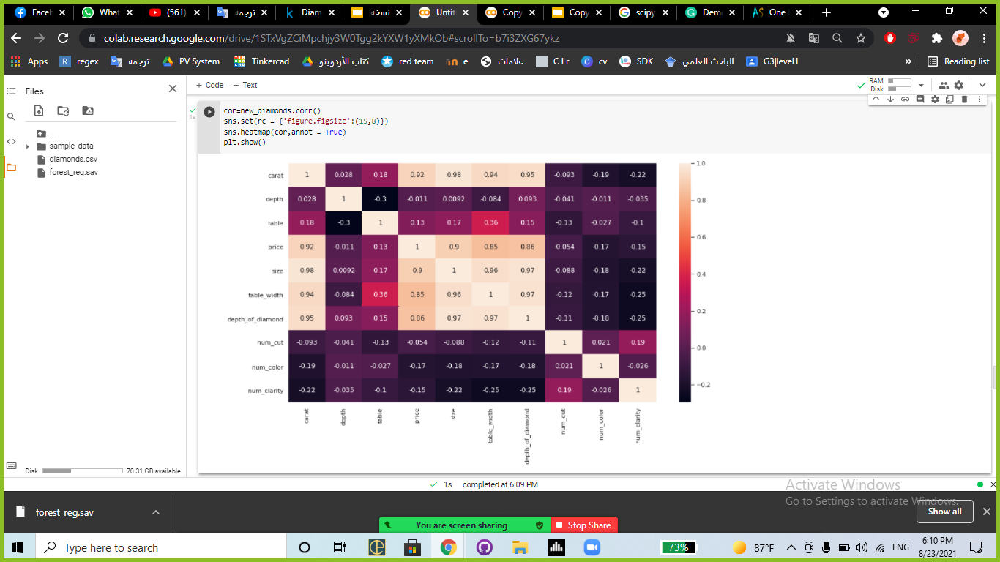 Faceb
What
(561)
ترجمة
Diam
نسخة
Untit
Copy
Copy
scipy
Dem
One
colab.research.google.com/drive/1STxVgZCiMpchjy3W0Tgg2kYXW1yXMkOb#scrollTo=b7i3ZXG67ykz
Apps
regex
ترجمة
PV System
Tinkercad
كتاب الأردوينو
red team
e
علامات
C I r
cv
SDK
الباحث العلمي
G3|level1
»
Reading list
Files
+ Code + Text
RAM
Disk
..
sample_data
diamonds.csv
forest_reg.sav
1s
cor=new_diamonds.corr()
sns.set(rc = {'figure.figsize':(15,8)})
sns.heatmap(cor,annot = True)
plt.show()
carat 1 0.028 0.18 0.92 0.98 0.94 0.95 -0.093 -0.19 -0.22
depth 0.028 1 -0.3 -0.011 0.0092 -0.084 0.093 -0.041 -0.011 -0.035
table 0.18 -0.3 1 0.13 0.17 0.36 0.15 -0.13 -0.027 -0.1
price 0.92 -0.011 0.13 1 0.9 0.85 0.86 -0.054 -0.17 -0.15
size 0.98 0.0092 0.17 0.9 1 0.96 0.97 -0.088 -0.18 -0.22
table_width 0.94 -0.084 0.36 0.85 0.96 1 0.97 -0.12 -0.17 -0.25
depth_of_diamond 0.95 0.093 0.15 0.86 0.97 0.97 1 -0.11 -0.18 -0.25
num_cut -0.093 -0.041 -0.13 -0.054 -0.088 -0.12 -0.11 1 0.021 0.19
num_color -0.19 -0.011 -0.027 -0.17 -0.18 -0.17 -0.18 0.021 1 -0.026
num_clarity -0.22 -0.035 -0.1 -0.15 -0.22 -0.25 -0.25 0.19 -0.026 1
carat depth table price size table_width depth_of_diamond num_cut num_color num_clarity
1.0
0.8
0.6
0.4
0.2
0.0
-0.2
Disk
70.31 GB available
1s completed at 6:09 PM
Activate Windows
Go to Settings to activate Windows.
forest_reg.sav
Show all
You are screen sharing
Stop Share
Type here to search
73%
87°F
ENG
6:10 PM
8/23/2021